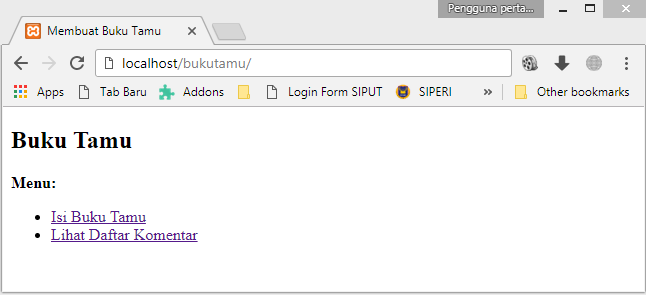 Pengguna perta...
Membuat Buku Tamu
localhost/bukutamu/
Apps Tab Baru Addons Login Form SIPUT SIPERI » Other bookmarks
Buku Tamu
Menu:
Isi Buku Tamu
Lihat Daftar Komentar